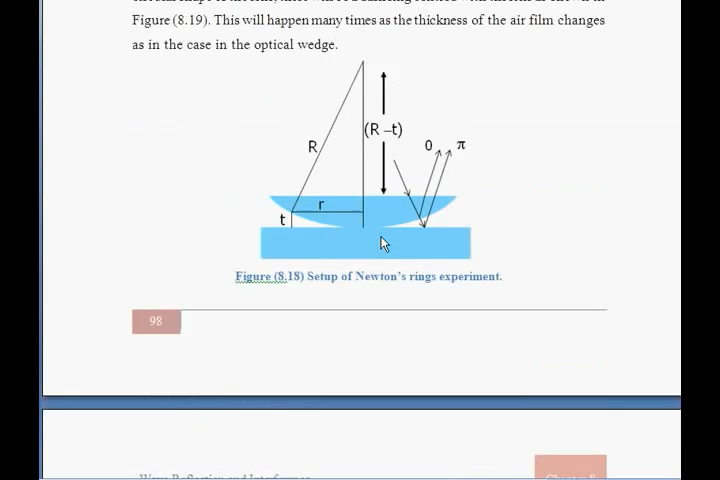 Figure (8.19). This will happen many times as the thickness of the air film changes
as in the case in the optical wedge.
(R –t)
0 π
R
r
t
Figure (8.18) Setup of Newton's rings experiment.
98